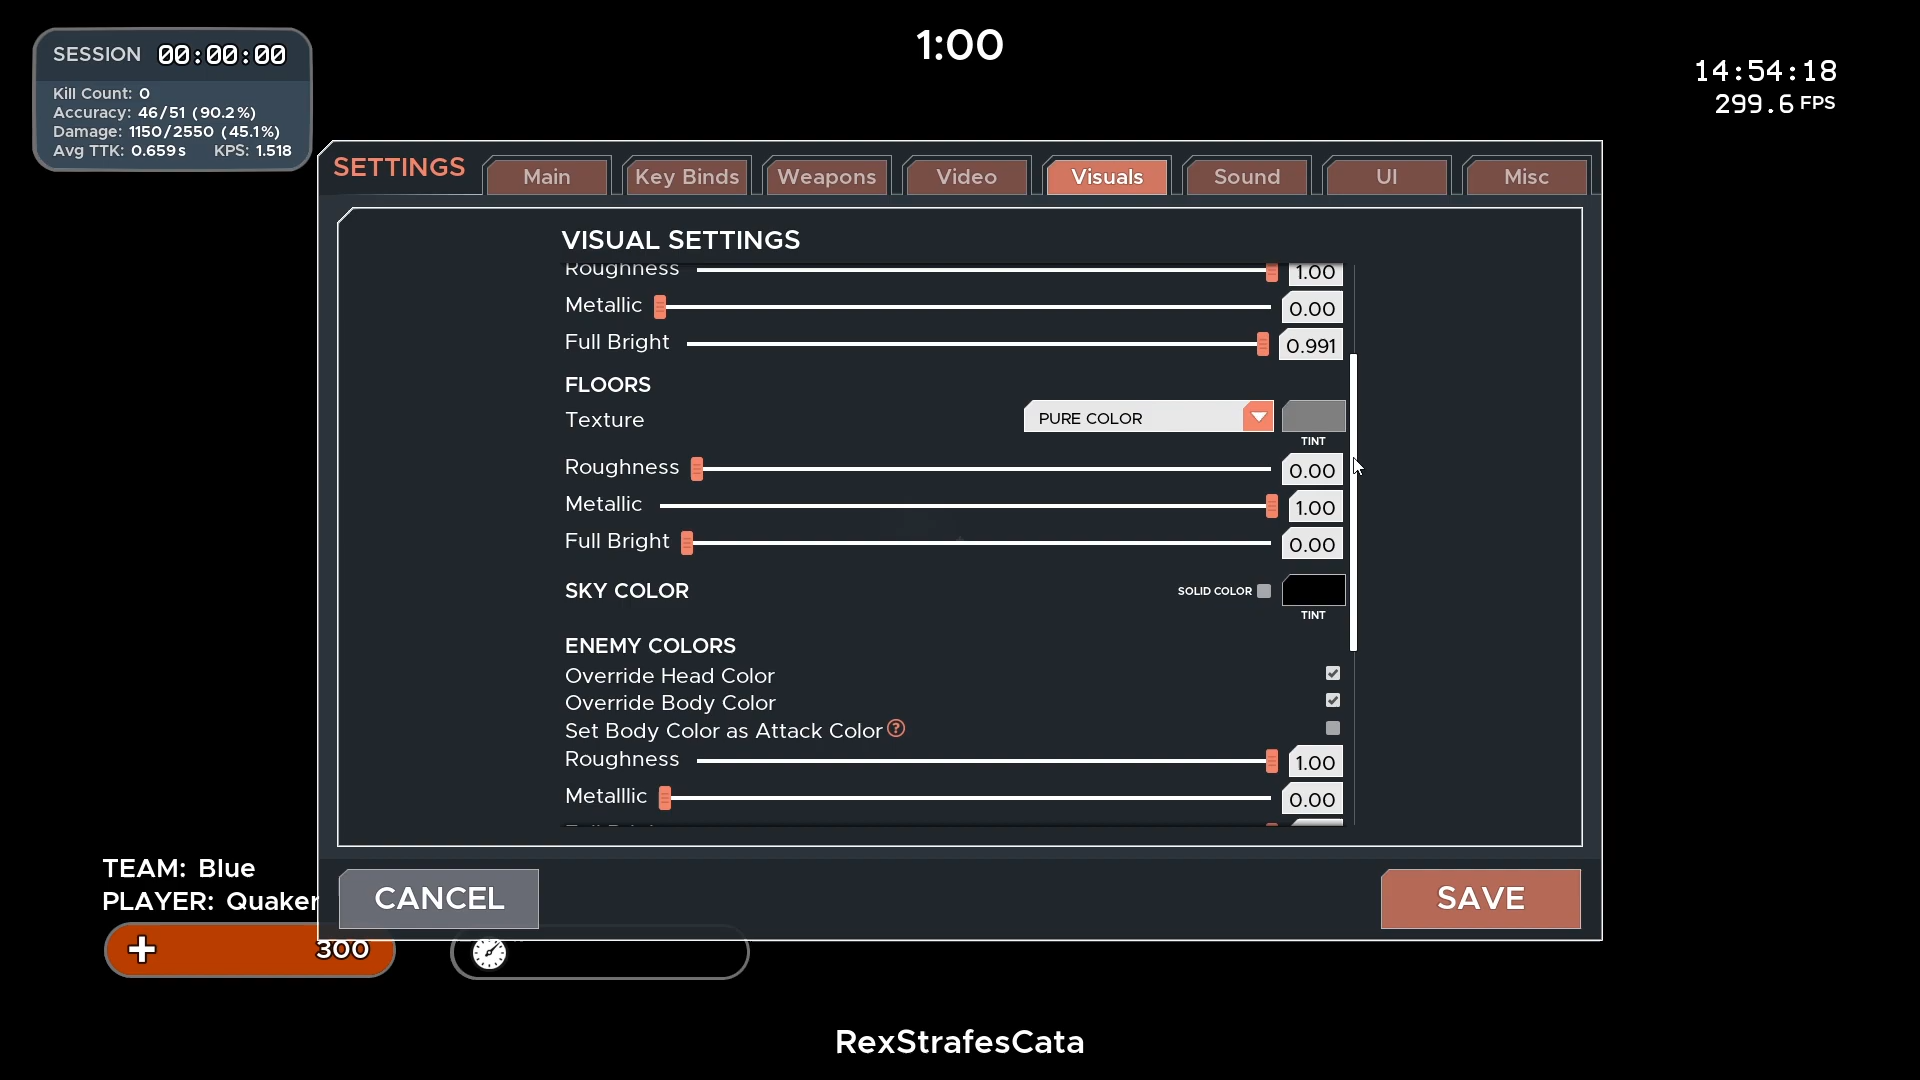 SESSION 00:00:00
Kill Count: 0
Accuracy: 46/51 (90.2%)
Damage: 1150/2550 (45.1%)
Avg TTK: 0.659s KPS: 1.518
1:00
14:54:18
299.6 FPS
SETTINGS
Main
Key Binds
Weapons
Video
Visuals
Sound
UI
Misc
VISUAL SETTINGS
Roughness 1.00
Metallic 0.00
Full Bright 0.991
FLOORS
Texture PURE COLOR
TINT
Roughness 0.00
Metallic 1.00
Full Bright 0.00
SKY COLOR SOLID COLOR
TINT
ENEMY COLORS
Override Head Color
Override Body Color
Set Body Color as Attack Color ?
Roughness 1.00
Metalllic 0.00
CANCEL
SAVE
TEAM: Blue
PLAYER: Quaker
300
RexStrafesCata